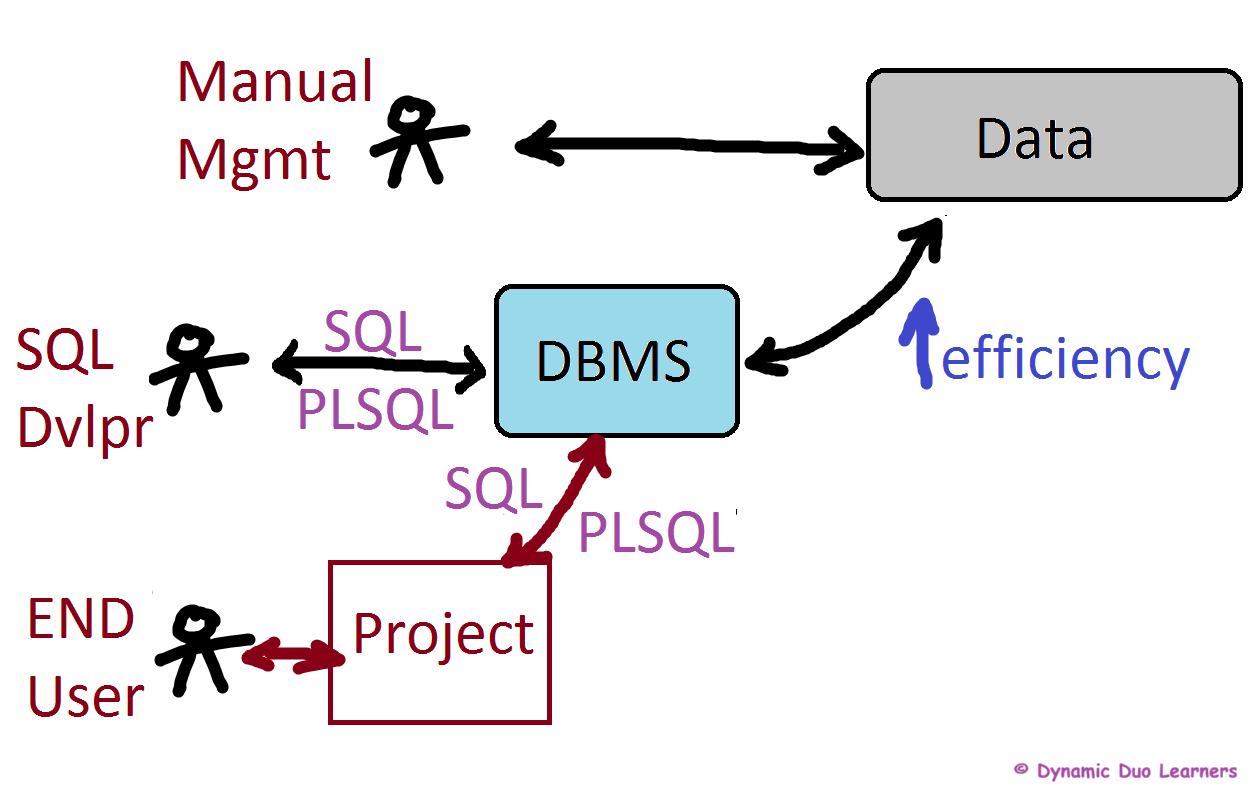 Manual
Mgmt
Data
SQL
Dvlpr
SQL
PLSQL
DBMS
efficiency
SQL
PLSQL
END
User
Project
© Dynamic Duo Learners